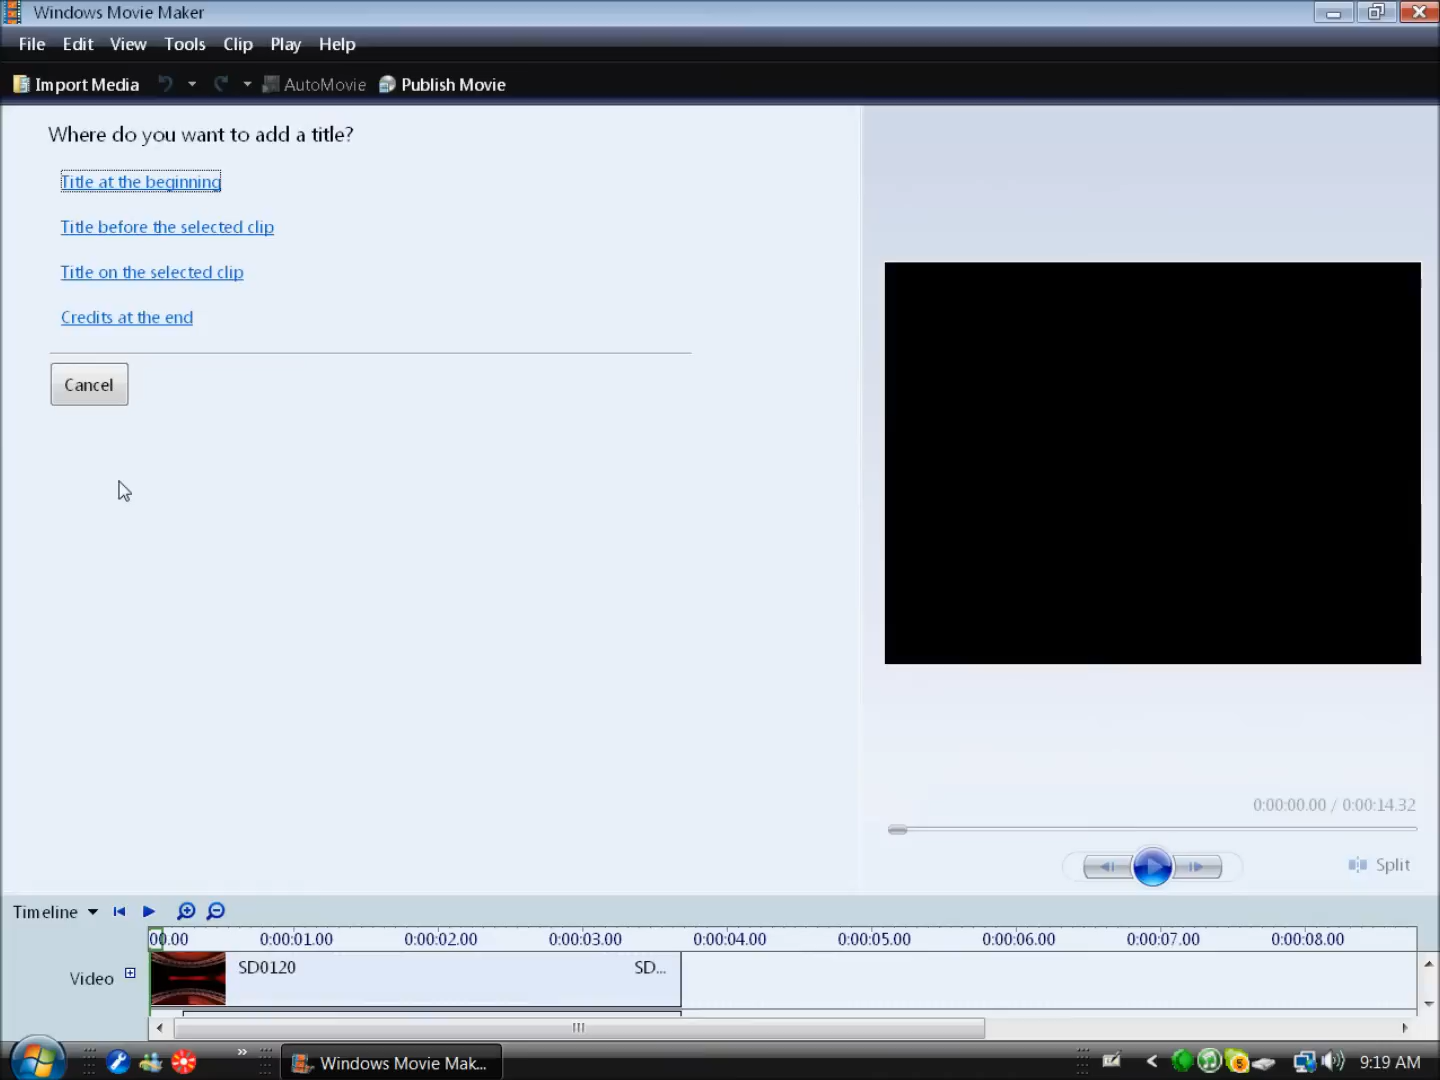 Windows Movie Maker
File Edit View Tools Clip Play Help
Import Media AutoMovie Publish Movie
Where do you want to add a title?
Title at the beginning
Title before the selected clip
Title on the selected clip
Credits at the end
Cancel
0:00:00.00 / 0:00:14.32
Split
Timeline
00.00 0:00:01.00 0:00:02.00 0:00:03.00 0:00:04.00 0:00:05.00 0:00:06.00 0:00:07.00 0:00:08.00
Video SD0120 SD...
Windows Movie Mak... 9:19 AM